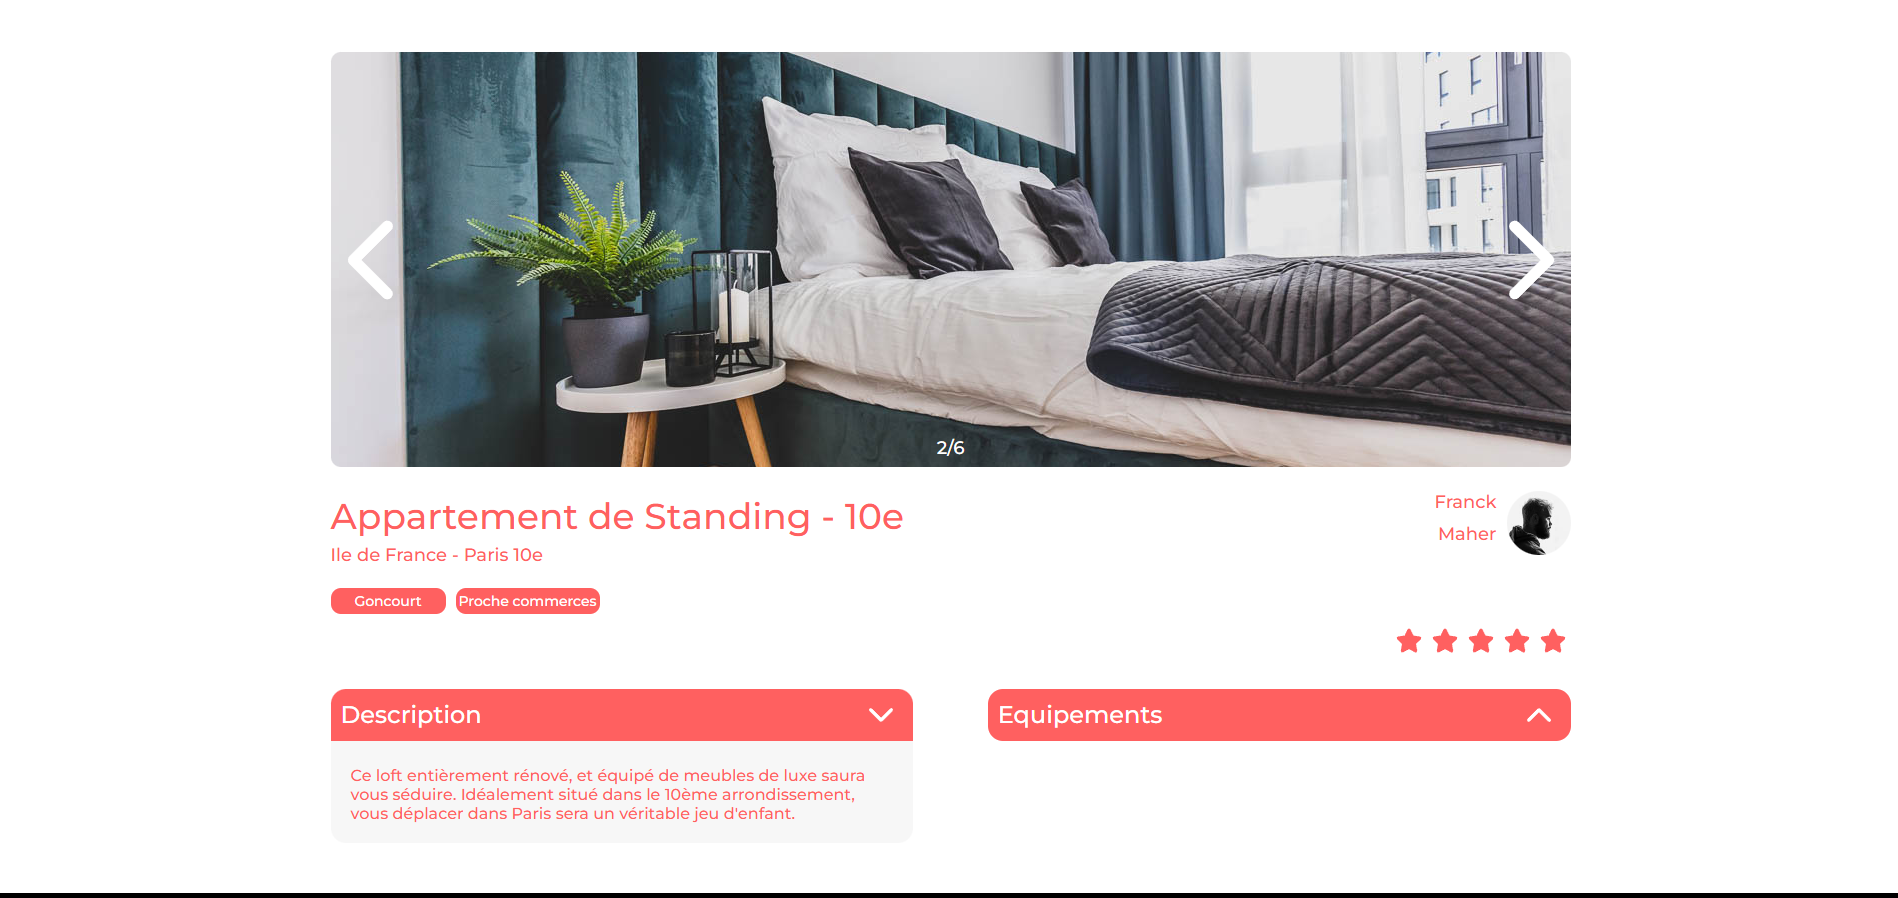 2/6
Appartement de Standing - 10e
Ile de France - Paris 10e
Franck
Maher
Goncourt
Proche commerces
Description
Ce loft entièrement rénové, et équipé de meubles de luxe saura
vous séduire. Idéalement situé dans le 10ème arrondissement,
vous déplacer dans Paris sera un véritable jeu d'enfant.
Equipements